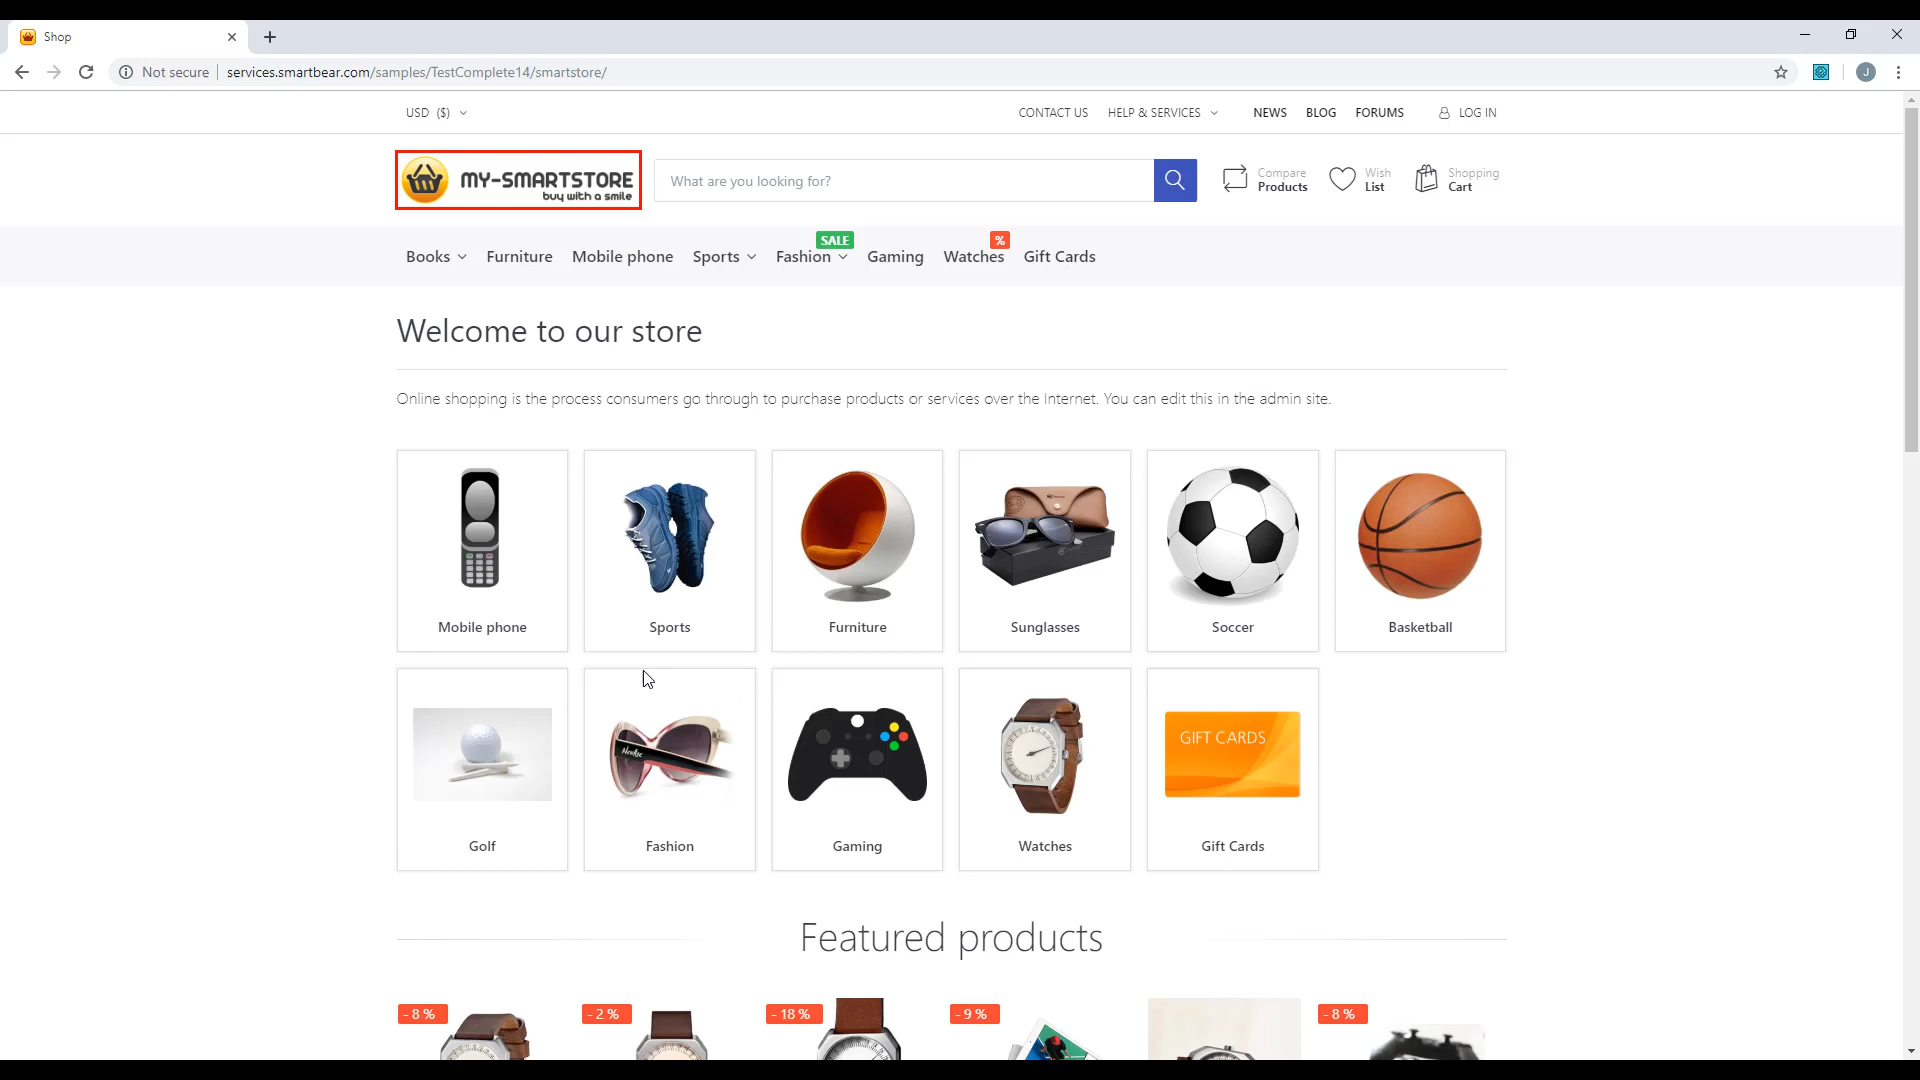 Shop
Not secure services.smartbear.com/samples/TestComplete14/smartstore/
J
USD ($)
CONTACT US HELP & SERVICES NEWS BLOG FORUMS LOG IN
MY-SMARTSTORE
buy with a smile
What are you looking for?
Compare
Products
Wish
List
Shopping
Cart
SALE
%
Books Furniture Mobile phone Sports Fashion Gaming Watches Gift Cards
Welcome to our store
Online shopping is the process consumers go through to purchase products or services over the Internet. You can edit this in the admin site.
Mobile phone Sports Furniture Sunglasses Soccer Basketball
GIFT CARDS
Golf Fashion Gaming Watches Gift Cards
Featured products
- 8 % - 2 % - 18 % - 9 % - 8 %